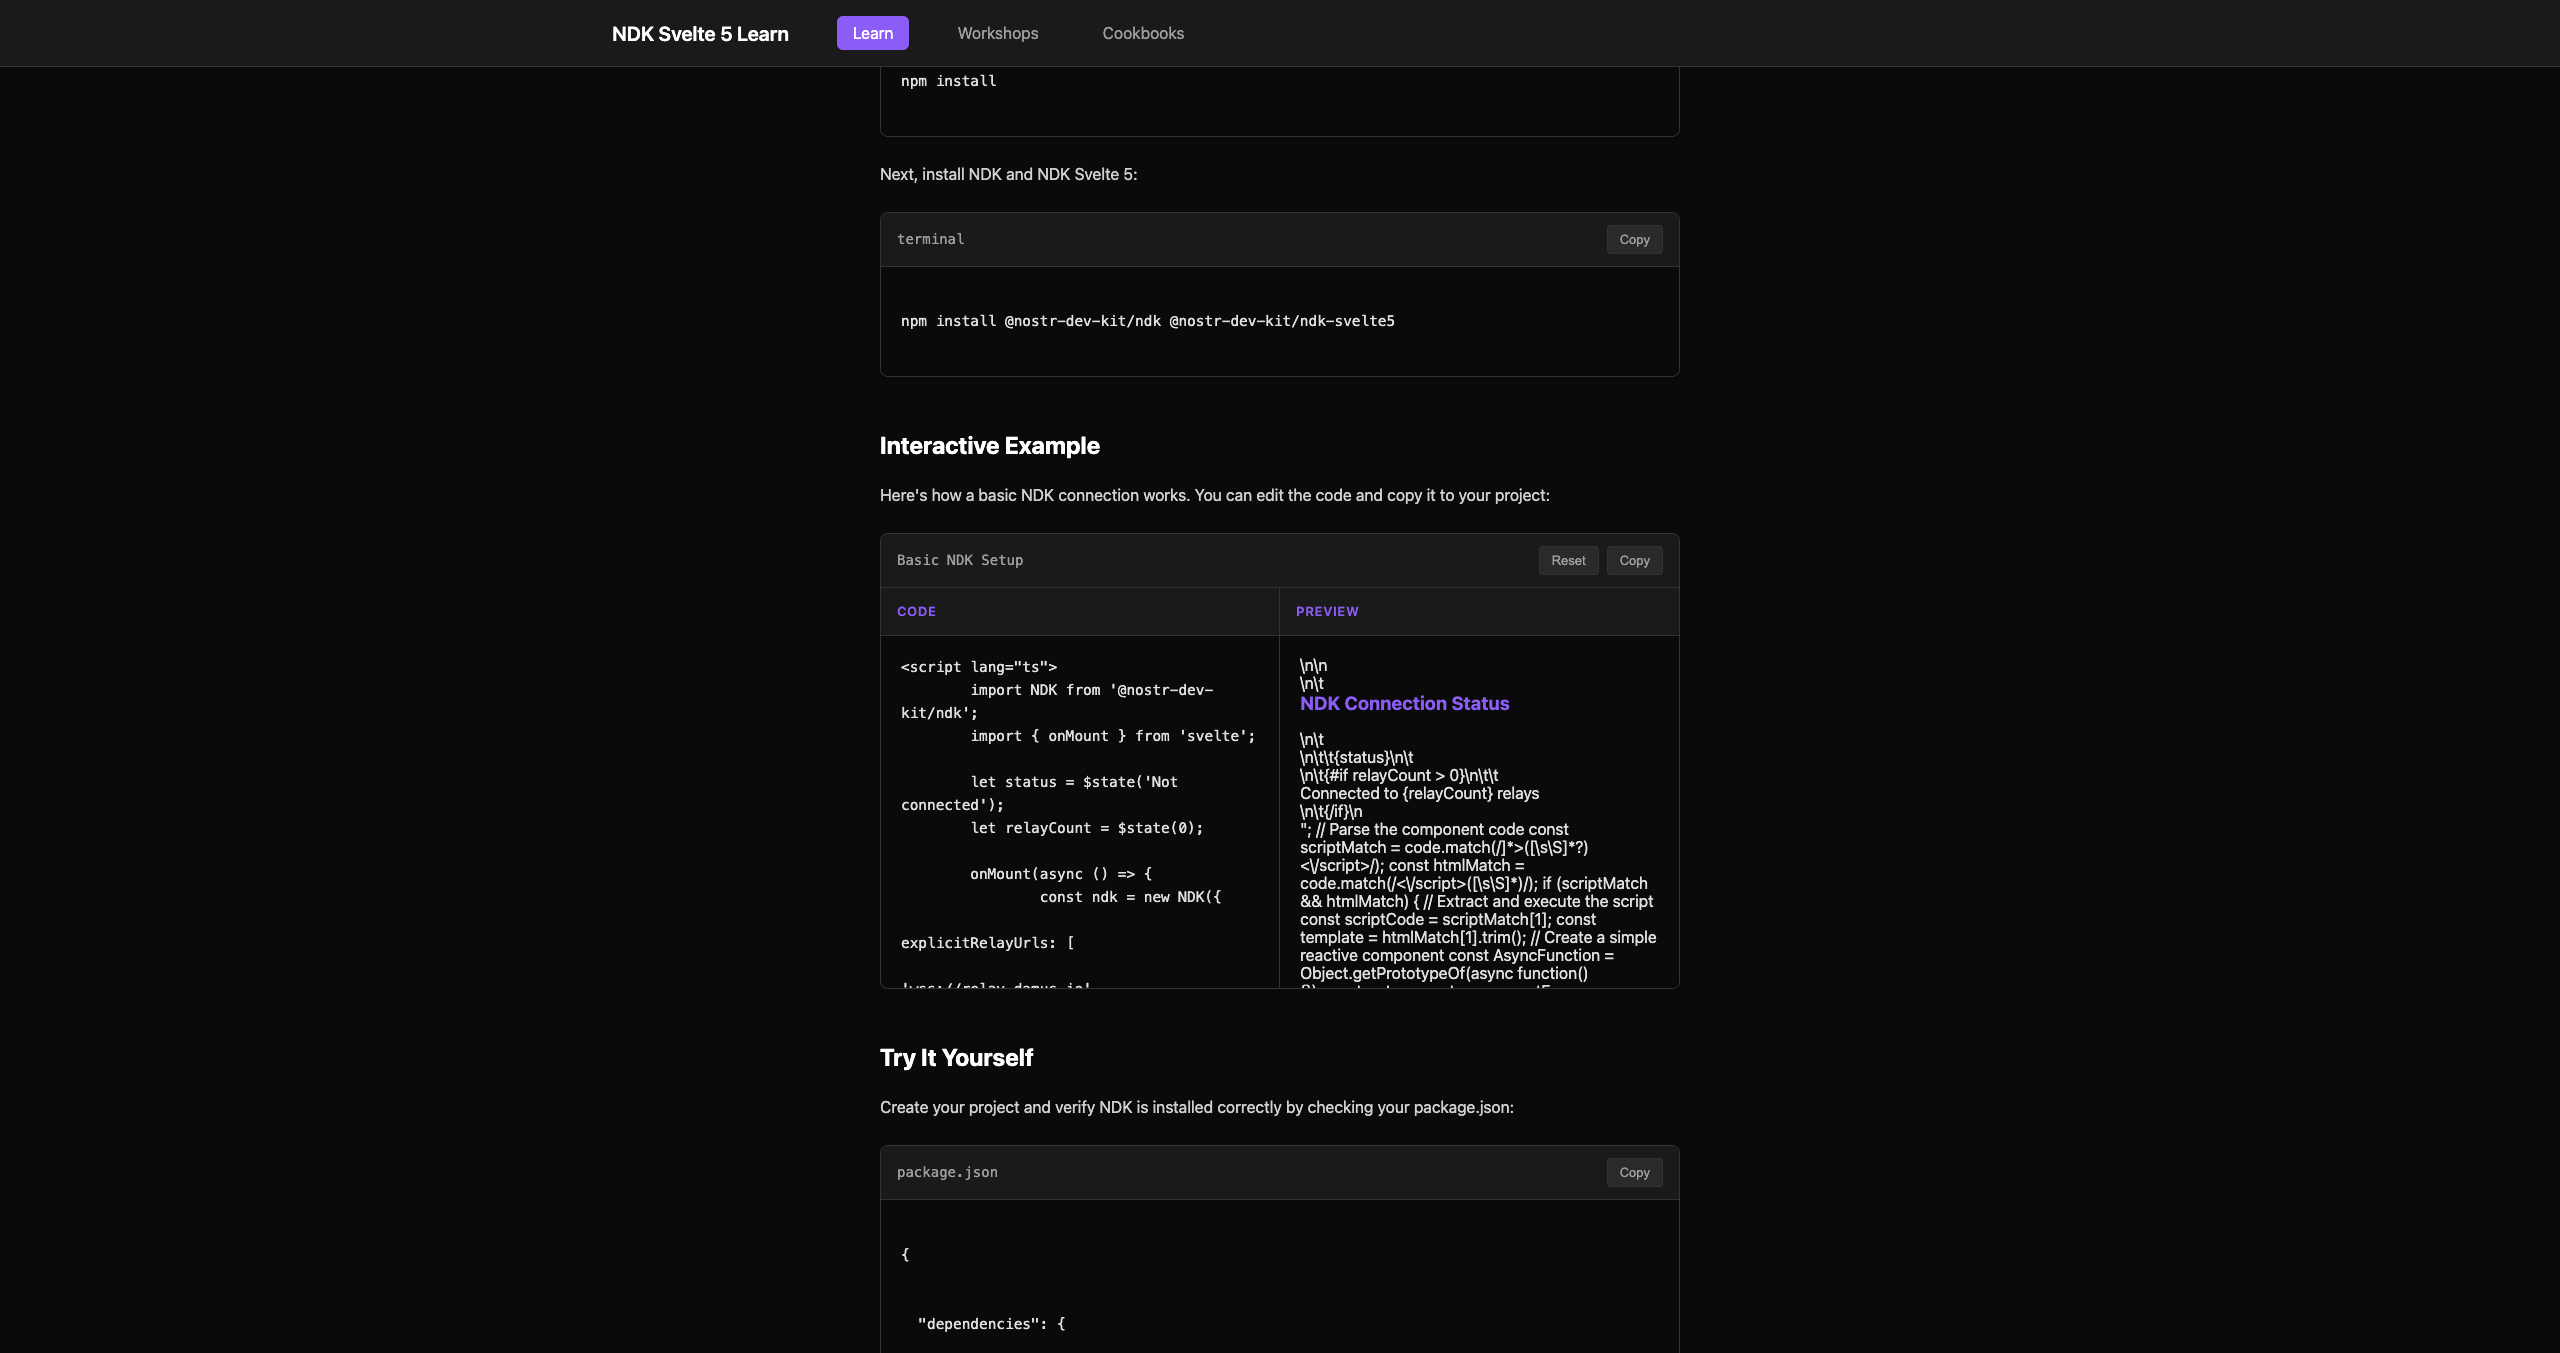 NDK Svelte 5 Learn
Learn
Workshops
Cookbooks
npm install
Next, install NDK and NDK Svelte 5:
terminal
Copy
npm install @nostr-dev-kit/ndk @nostr-dev-kit/ndk-svelte5
Interactive Example
Here's how a basic NDK connection works. You can edit the code and copy it to your project:
Basic NDK Setup
Reset
Copy
CODE
<script lang="ts">
import NDK from '@nostr-dev-
kit/ndk';
import { onMount } from 'svelte';
let status = $state('Not
connected');
let relayCount = $state(0);
onMount(async () => {
const ndk = new NDK({
explicitRelayUrls: [
'wss://relay.damus.io'
PREVIEW
\n\n
\n\t
NDK Connection Status
\n\t
\n\t\t{status}\n\t
\n\t{#if relayCount > 0}\n\t\t
Connected to {relayCount} relays
\n\t{/if}\n
"; // Parse the component code const
scriptMatch = code.match(/]*>([\s\S]*?)
<\/script>/); const htmlMatch =
code.match(/<\/script>([\s\S]*)/); if (scriptMatch
&& htmlMatch) { // Extract and execute the script
const scriptCode = scriptMatch[1]; const
template = htmlMatch[1].trim(); // Create a simple
reactive component const AsyncFunction =
Object.getPrototypeOf(async function()
Try It Yourself
Create your project and verify NDK is installed correctly by checking your package.json:
package.json
Copy
{
"dependencies": {